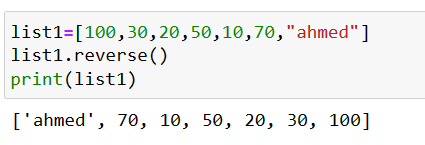 list1=[100,30,20,50,10,70,"ahmed"]
list1.reverse()
print(list1)
['ahmed', 70, 10, 50, 20, 30, 100]